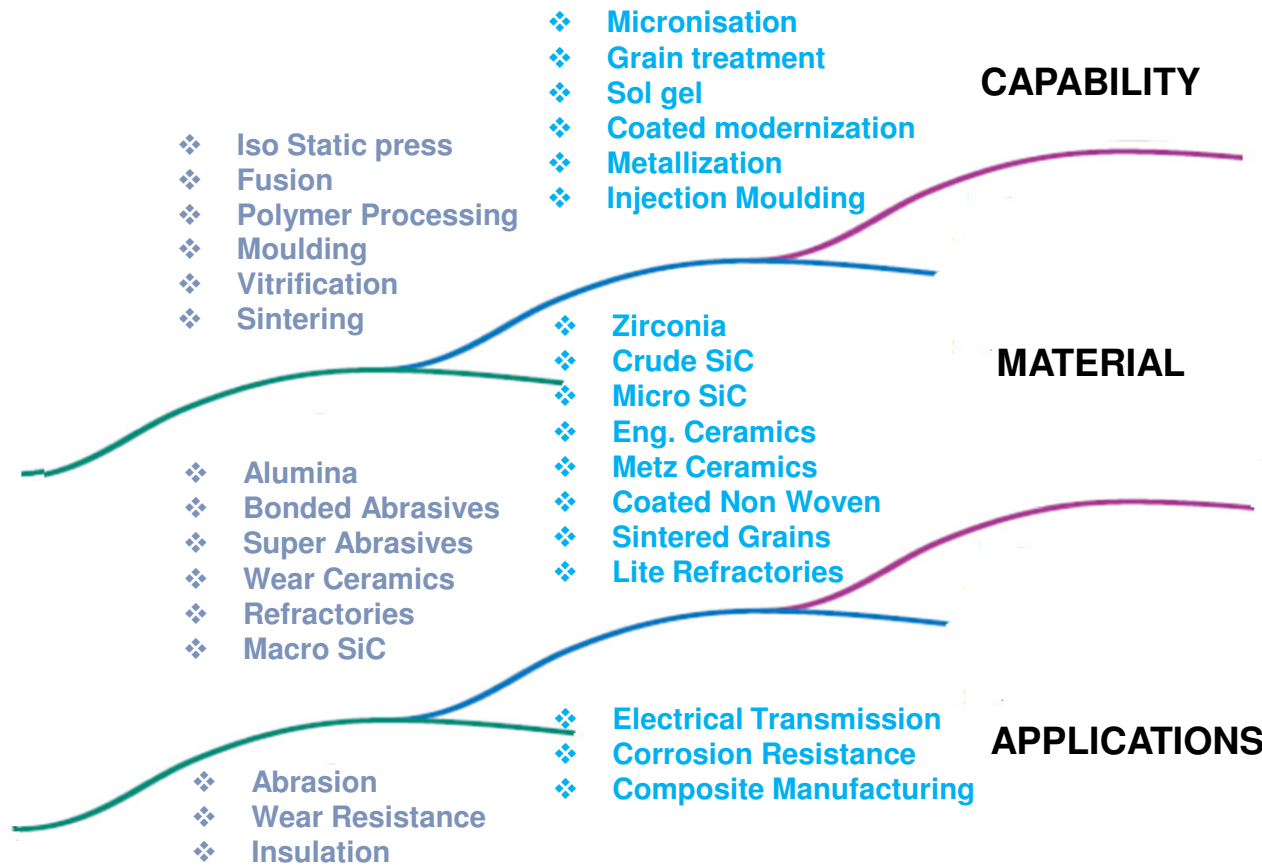 Micronisation
Grain treatment
Sol gel
Coated modernization
Metallization
Injection Moulding
CAPABILITY
Iso Static press
Fusion
Polymer Processing
Moulding
Vitrification
Sintering
Zirconia
Crude SiC
Micro SiC
Eng. Ceramics
Metz Ceramics
Coated Non Woven
Sintered Grains
Lite Refractories
MATERIAL
Alumina
Bonded Abrasives
Super Abrasives
Wear Ceramics
Refractories
Macro SiC
Electrical Transmission
Corrosion Resistance
Composite Manufacturing
APPLICATIONS
Abrasion
Wear Resistance
Insulation